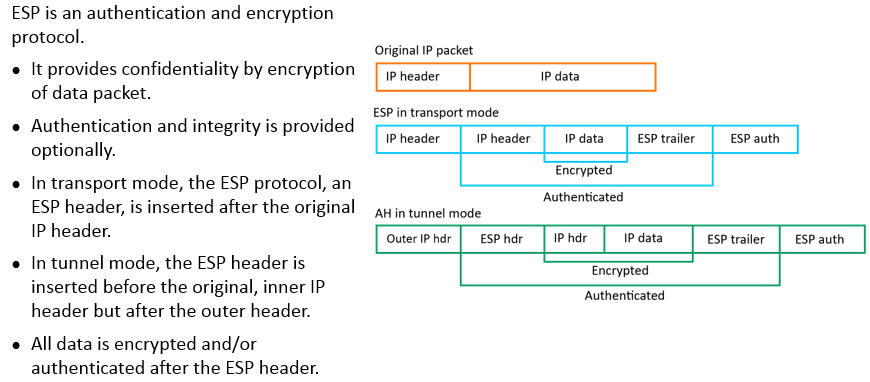 ESP is an authentication and encryption
protocol.
• It provides confidentiality by encryption
of data packet.
• Authentication and integrity is provided
optionally.
• In transport mode, the ESP protocol, an
ESP header, is inserted after the original
IP header.
• In tunnel mode, the ESP header is
inserted before the original, inner IP
header but after the outer header.
• All data is encrypted and/or
authenticated after the ESP header.
Original IP packet
IP header IP data
ESP in transport mode
IP header IP header IP data ESP trailer ESP auth
Encrypted
Authenticated
AH in tunnel mode
Outer IP hdr ESP hdr IP hdr IP data ESP trailer ESP auth
Encrypted
Authenticated